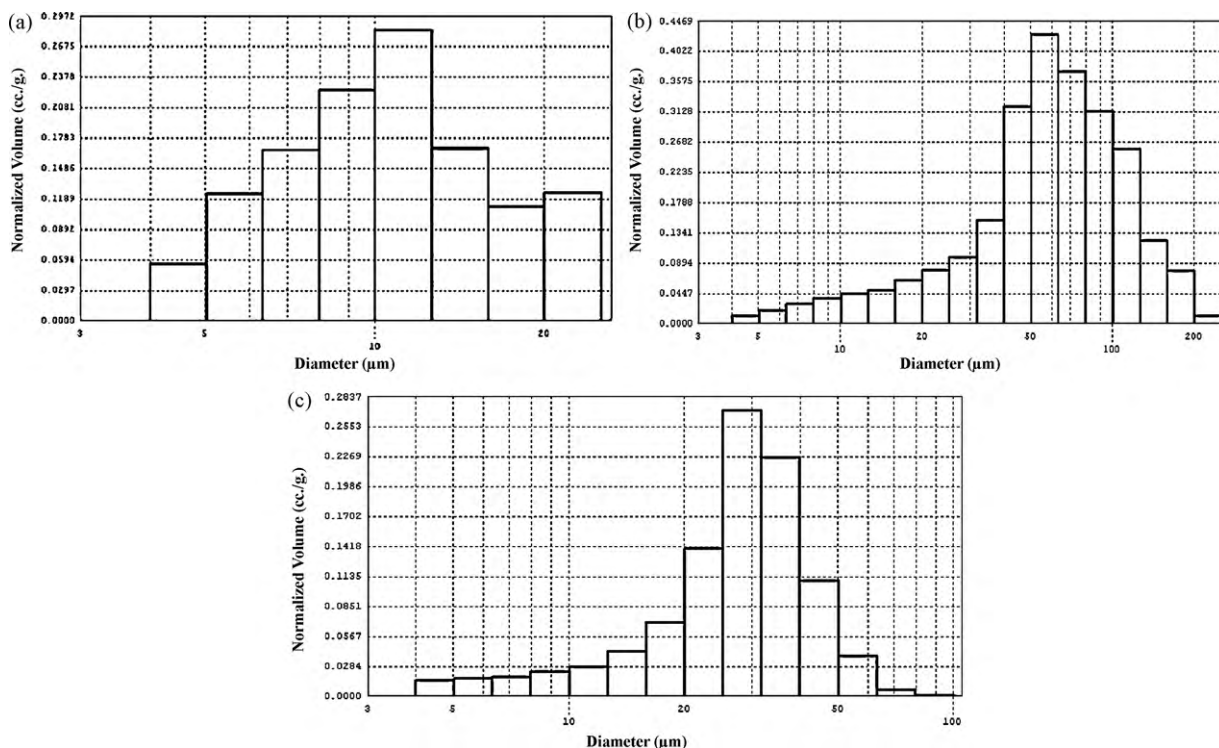 (a)
0.2972
0.2675
0.2378
0.2081
0.1783
0.1486
0.1189
0.0892
0.0594
0.0297
0.0000
Normalized Volume (cc./g.)
3 5 10 20
Diameter (µm)
(b)
0.4469
0.4022
0.3575
0.3128
0.2682
0.2235
0.1788
0.1341
0.0894
0.0447
0.0000
Normalized Volume (cc./g.)
3 5 10 20 50 100 200
Diameter (µm)
(c)
0.2837
0.2553
0.2269
0.1986
0.1702
0.1418
0.1135
0.0851
0.0567
0.0284
0.0000
Normalized Volume (cc./g.)
3 5 10 20 50 100
Diameter (µm)